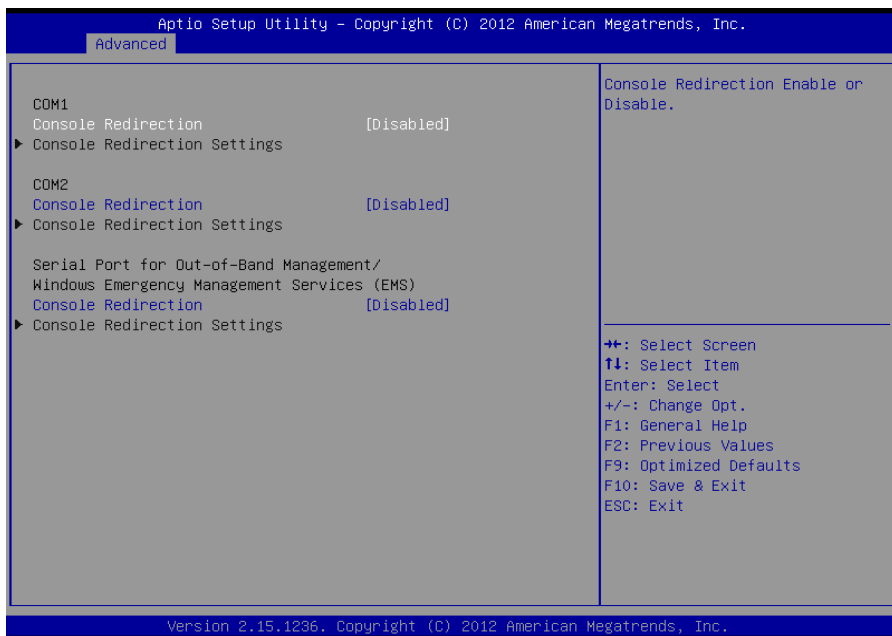 Aptio Setup Utility – Copyright (C) 2012 American Megatrends, Inc.
Advanced
COM1
Console Redirection [Disabled]
Console Redirection Settings
COM2
Console Redirection [Disabled]
Console Redirection Settings
Serial Port for Out-of-Band Management/
Windows Emergency Management Services (EMS)
Console Redirection [Disabled]
Console Redirection Settings
Console Redirection Enable or
Disable.
→←: Select Screen
↑↓: Select Item
Enter: Select
+/-: Change Opt.
F1: General Help
F2: Previous Values
F9: Optimized Defaults
F10: Save & Exit
ESC: Exit
Version 2.15.1236. Copyright (C) 2012 American Megatrends, Inc.